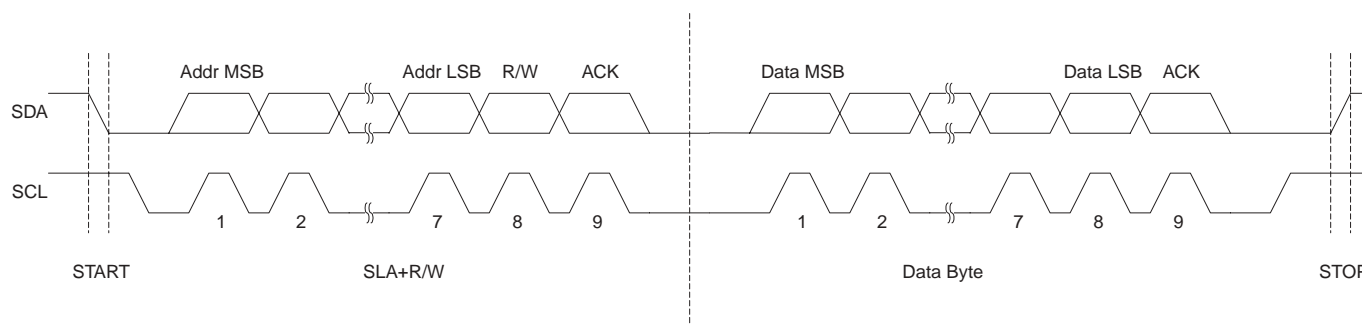 Addr MSB Addr LSB R/W ACK Data MSB Data LSB ACK
SDA
SCL
1 2 7 8 9 1 2 7 8 9
START SLA+R/W Data Byte STOP